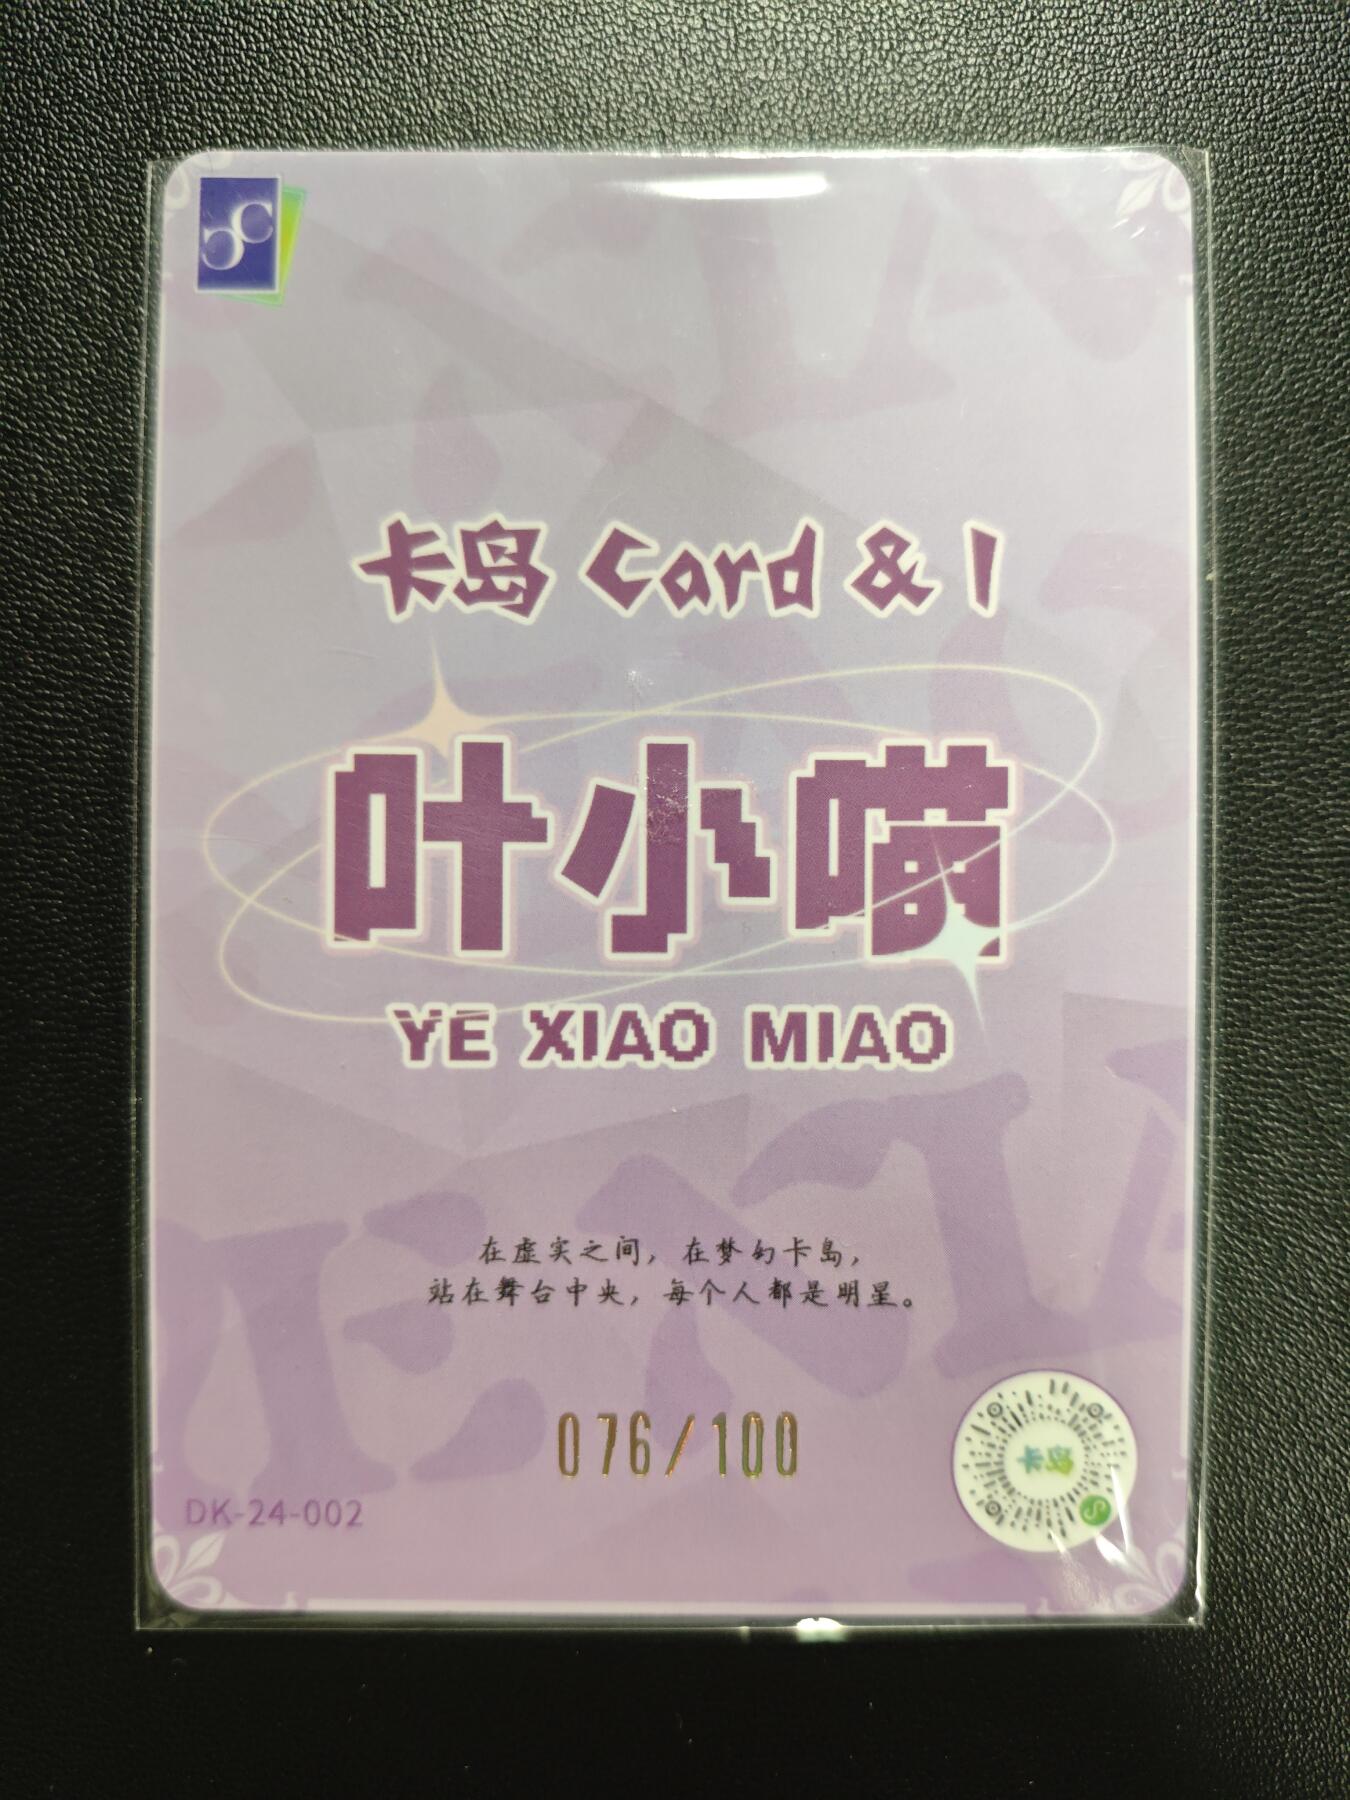 卡岛 Card & I
叶小喵
YE XIAO MIAO
在虚实之间，在梦幻卡岛，
站在舞台中央，每个人都是明星。
076/100
卡岛
DK-24-002